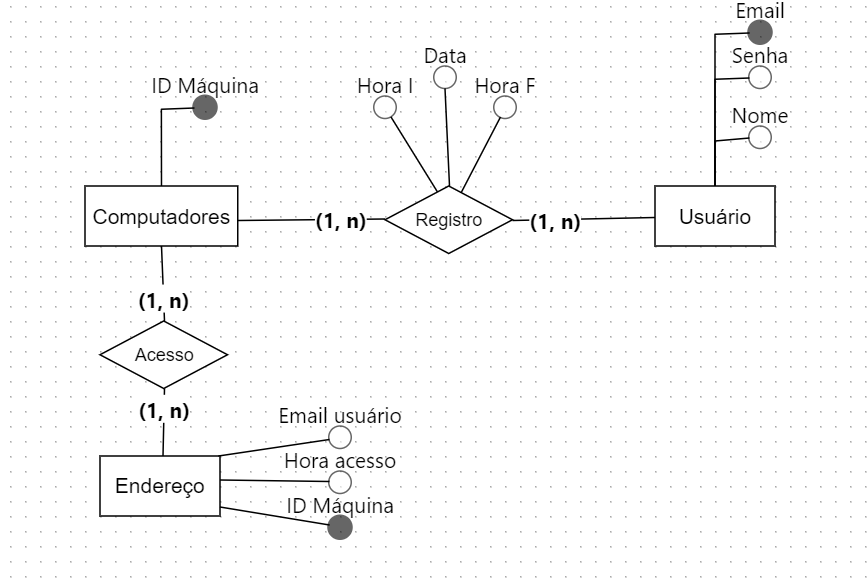 Email
Data
Senha
ID Máquina
Hora I
Hora F
Nome
Computadores
(1, n)
Registro
(1, n)
Usuário
(1, n)
Acesso
(1, n)
Email usuário
Hora acesso
Endereço
ID Máquina